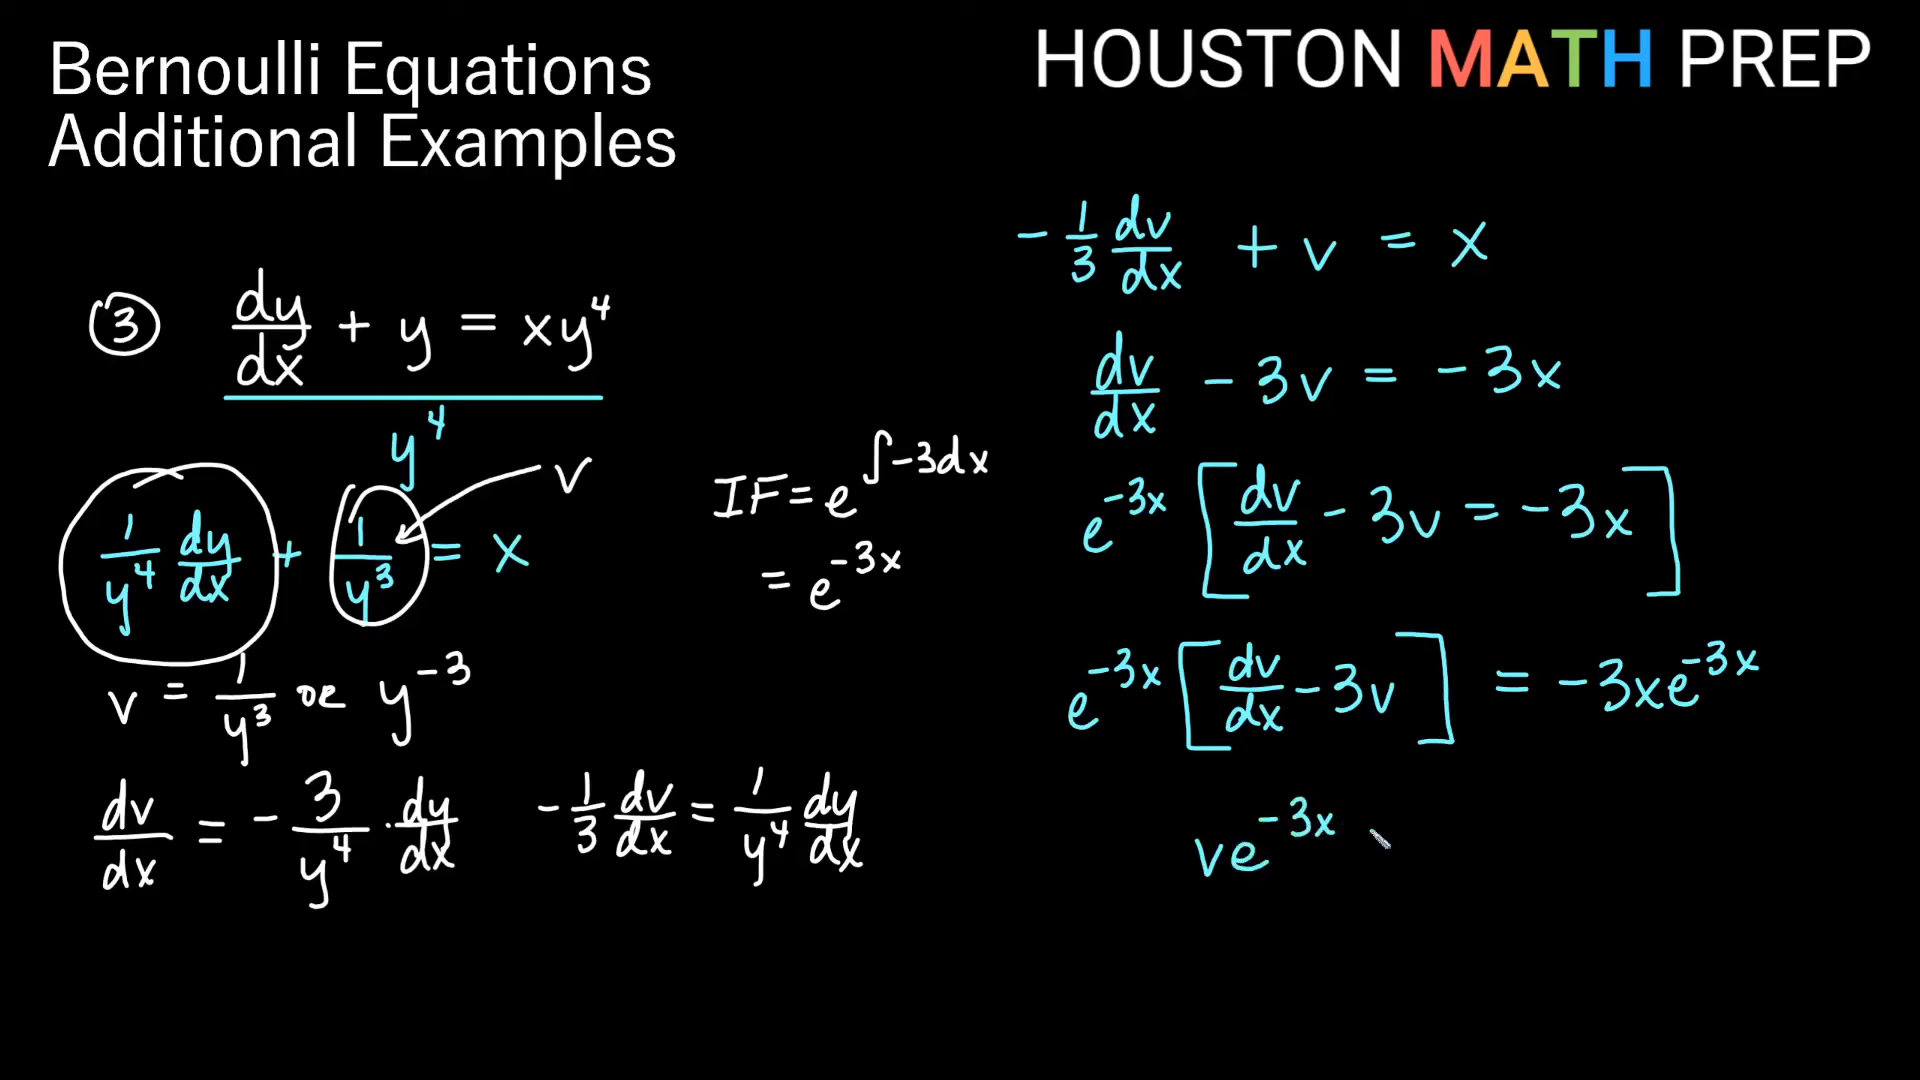 Bernoulli Equations
Additional Examples
HOUSTON MATH PREP
③ dy/dx + y = xy⁴
y⁴
1/y⁴ dy/dx + 1/y³ = x
v
v = 1/y³ OR y⁻³
dv/dx = -3/y⁴ · dy/dx
-1/3 dv/dx = 1/y⁴ dy/dx
IF = e^∫-3dx
= e^-3x
-1/3 dv/dx + v = x
dv/dx - 3v = -3x
e^-3x [dv/dx - 3v = -3x]
e^-3x [dv/dx - 3v] = -3xe^-3x
ve^-3x